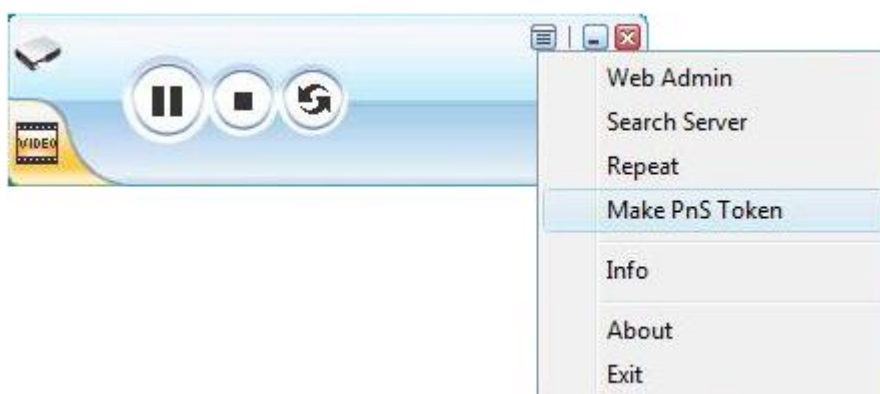 VIDEO
Web Admin
Search Server
Repeat
Make PnS Token
Info
About
Exit